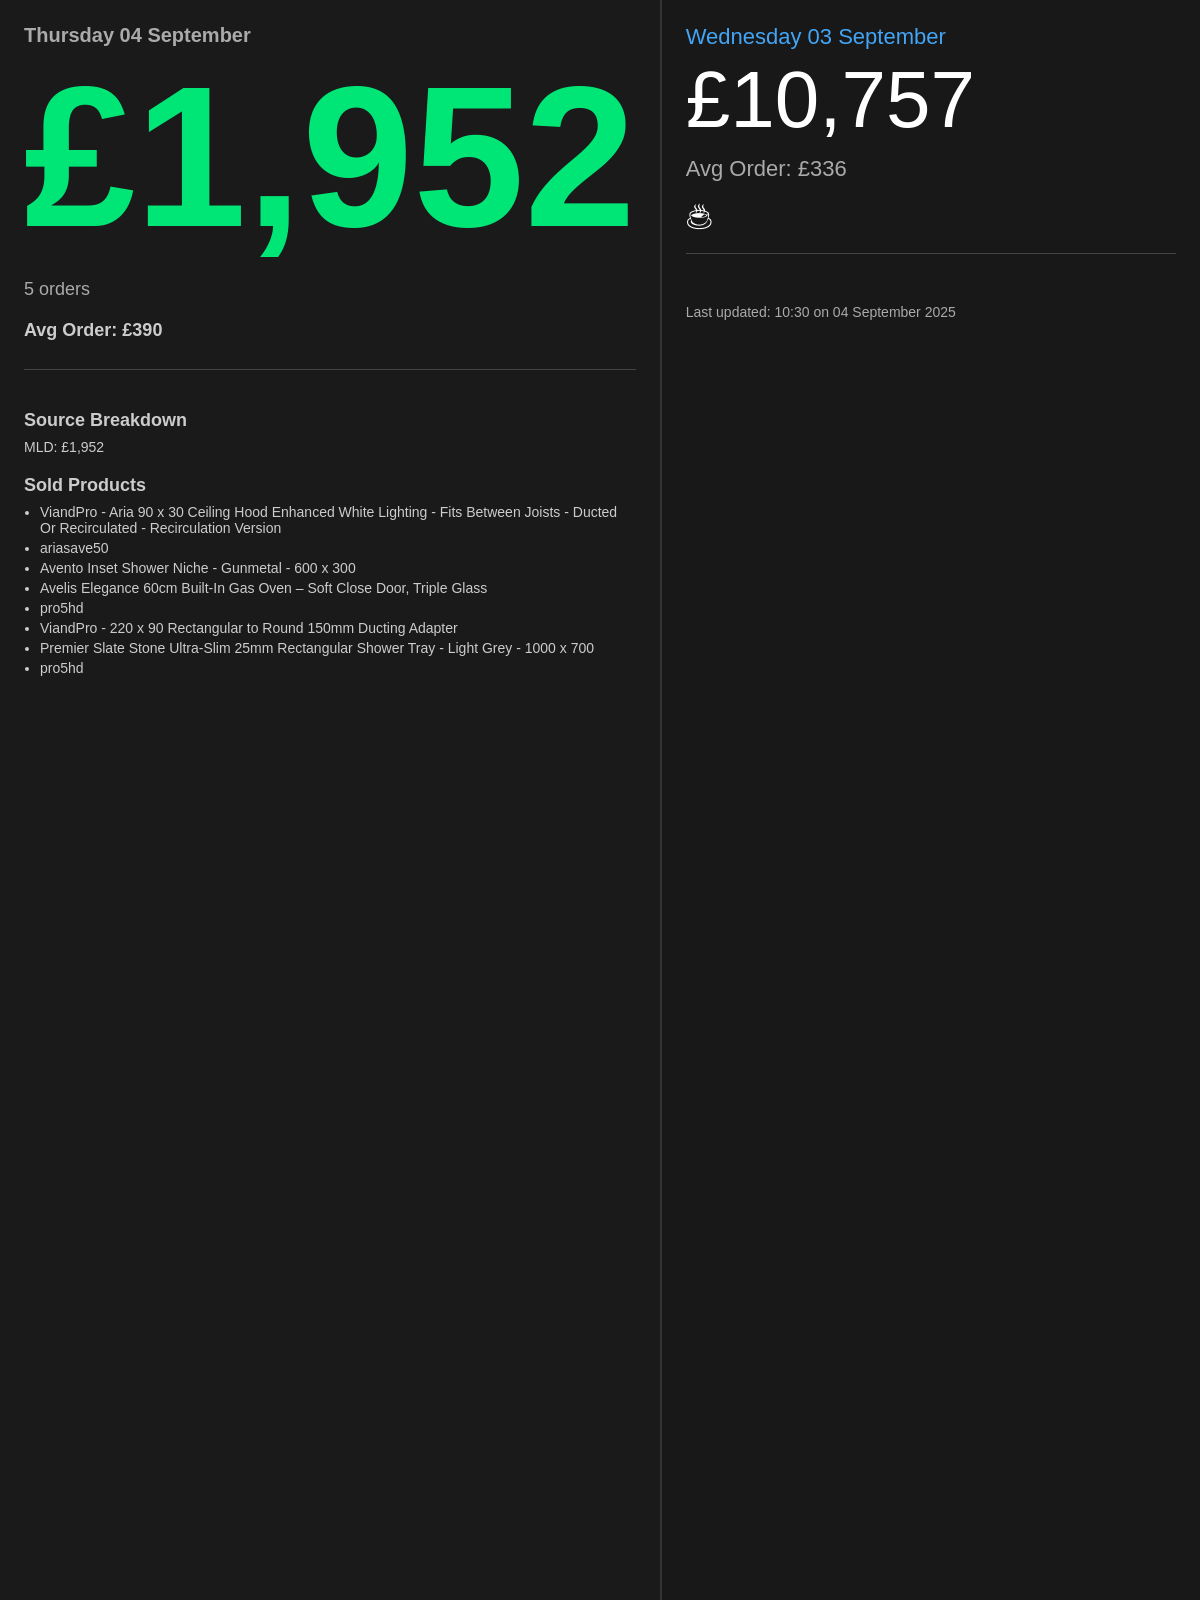 Thursday 04 September
£1,952
5 orders
Avg Order: £390
Source Breakdown
MLD: £1,952
Sold Products
• ViandPro - Aria 90 x 30 Ceiling Hood Enhanced White Lighting - Fits Between Joists - Ducted
Or Recirculated - Recirculation Version
• ariasave50
• Avento Inset Shower Niche - Gunmetal - 600 x 300
• Avelis Elegance 60cm Built-In Gas Oven – Soft Close Door, Triple Glass
• pro5hd
• ViandPro - 220 x 90 Rectangular to Round 150mm Ducting Adapter
• Premier Slate Stone Ultra-Slim 25mm Rectangular Shower Tray - Light Grey - 1000 x 700
• pro5hd
Wednesday 03 September
£10,757
Avg Order: £336
☕
Last updated: 10:30 on 04 September 2025